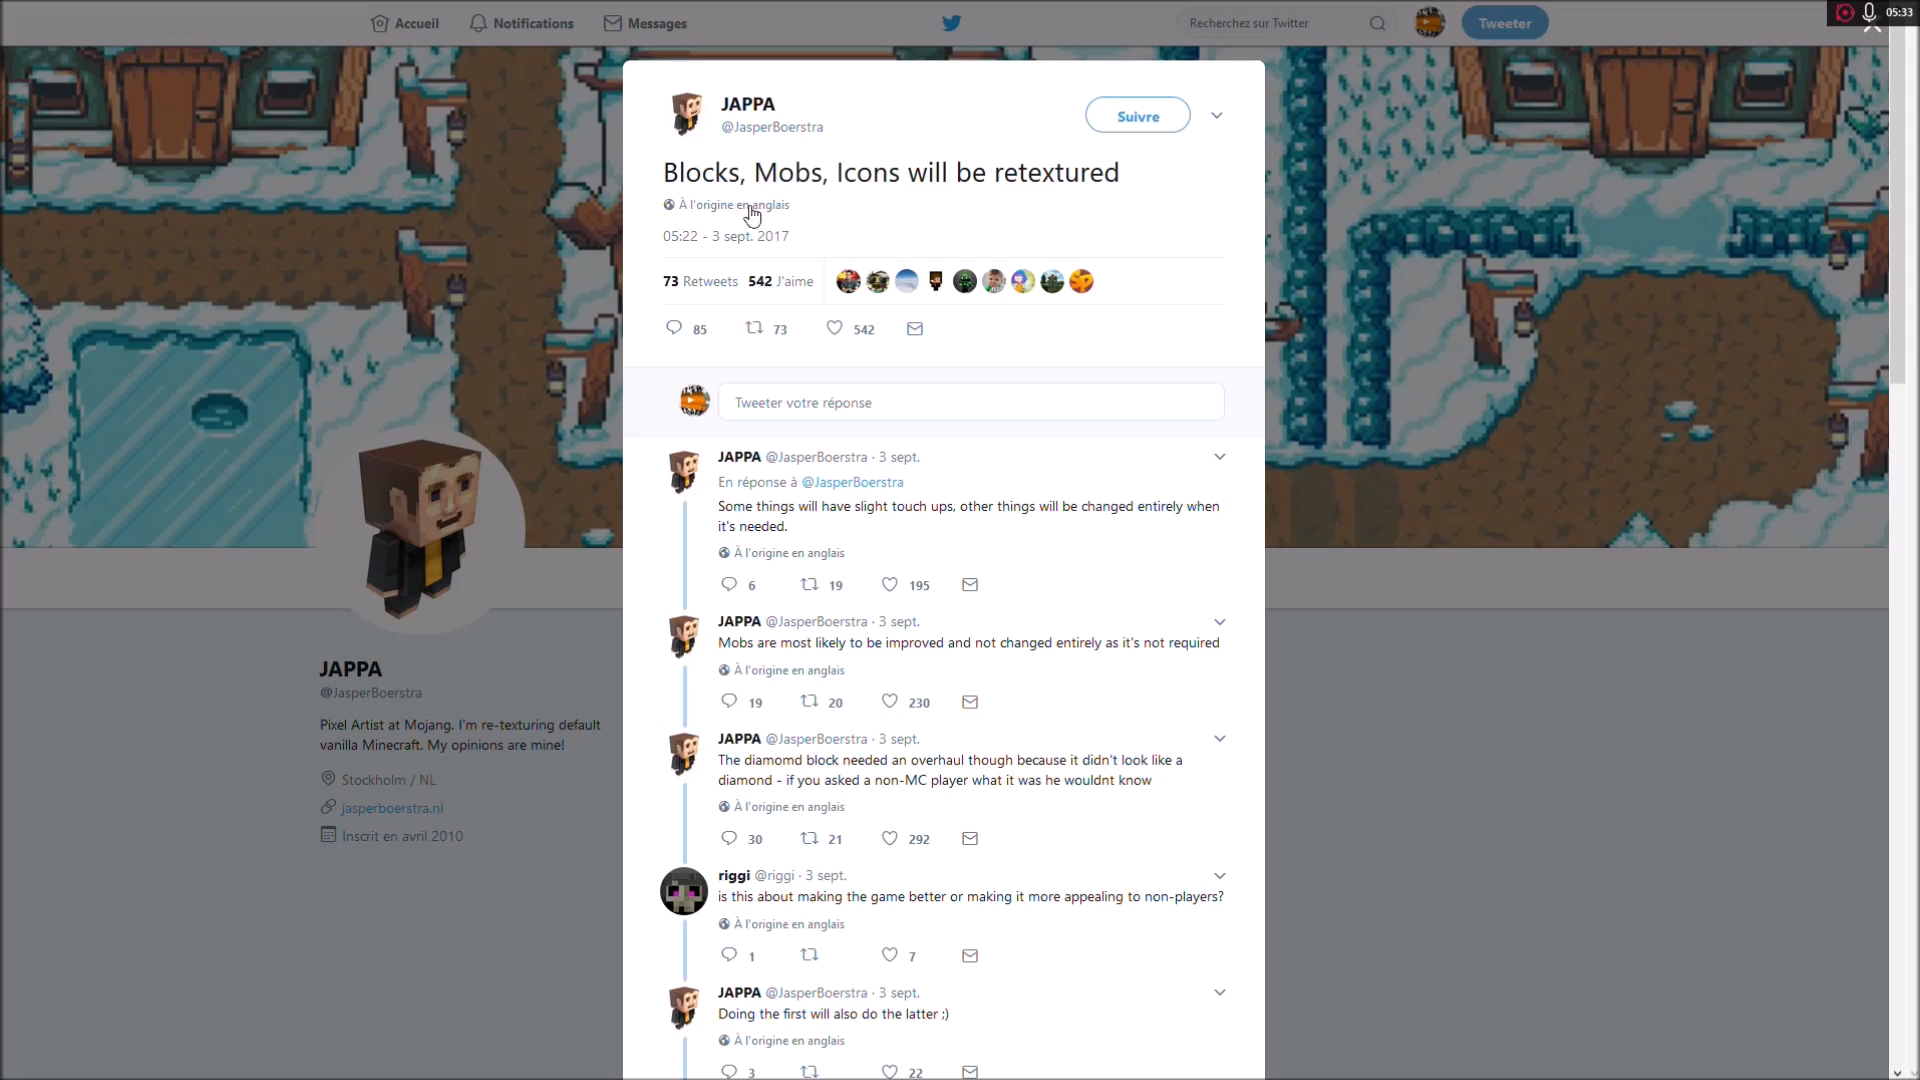 Accueil
Notifications
Messages
Recherchez sur Twitter
Tweeter
05:33
JAPPA
@JasperBoerstra
Suivre
Blocks, Mobs, Icons will be retextured
À l'origine en anglais
05:22 - 3 sept. 2017
73 Retweets 542 J'aime
85 73 542
Tweeter votre réponse
JAPPA @JasperBoerstra · 3 sept.
En réponse à @JasperBoerstra
Some things will have slight touch ups, other things will be changed entirely when
it's needed.
À l'origine en anglais
6 19 195
JAPPA @JasperBoerstra · 3 sept.
Mobs are most likely to be improved and not changed entirely as it's not required
À l'origine en anglais
19 20 230
JAPPA @JasperBoerstra · 3 sept.
The diamomd block needed an overhaul though because it didn't look like a
diamond - if you asked a non-MC player what it was he wouldnt know
À l'origine en anglais
30 21 292
riggi @riggi · 3 sept.
is this about making the game better or making it more appealing to non-players?
À l'origine en anglais
1 7
JAPPA @JasperBoerstra · 3 sept.
Doing the first will also do the latter ;)
À l'origine en anglais
3 22
JAPPA
@JasperBoerstra
Pixel Artist at Mojang. I'm re-texturing default
vanilla Minecraft. My opinions are mine!
Stockholm / NL
jasperboerstra.nl
Inscrit en avril 2010